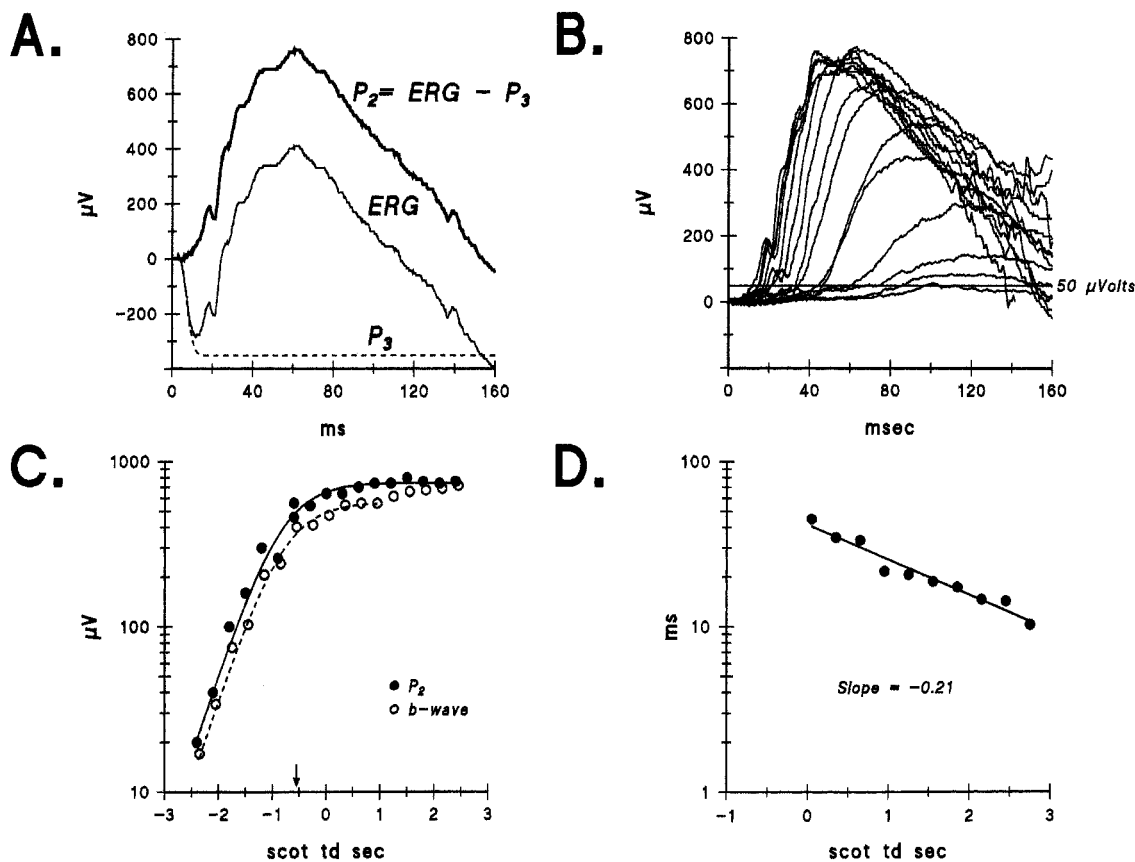 A.
800
600
400
200
0
−200
µV
P2= ERG − P3
ERG
P3
0 40 80 120 160
ms
B.
800
600
400
200
0
µV
50 µVolts
0 40 80 120 160
msec
C.
1000
100
10
µV
P2
b-wave
−3 −2 −1 0 1 2 3
scot td sec
D.
100
10
1
ms
Slope = −0.21
−1 0 1 2 3
scot td sec